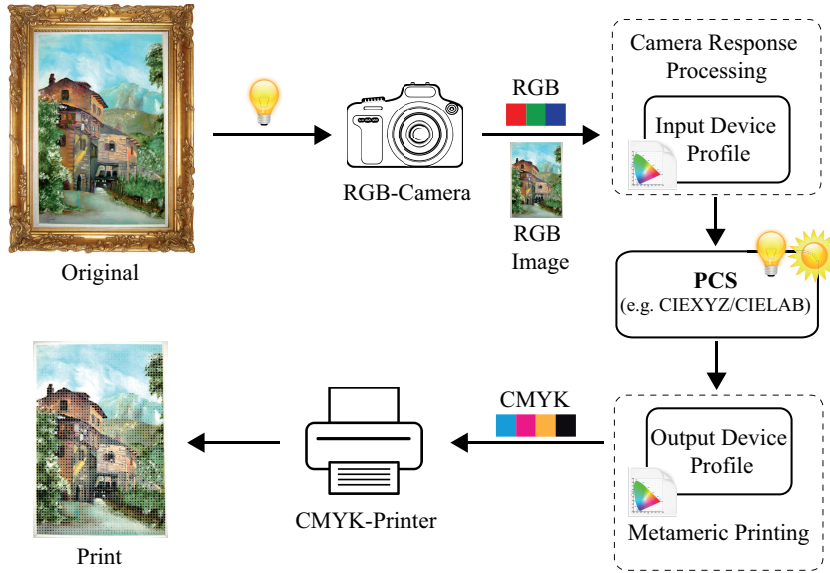 Original
RGB-Camera
RGB
RGB
Image
Camera Response
Processing
Input Device
Profile
PCS
(e.g. CIEXYZ/CIELAB)
Output Device
Profile
Metameric Printing
CMYK
CMYK-Printer
Print